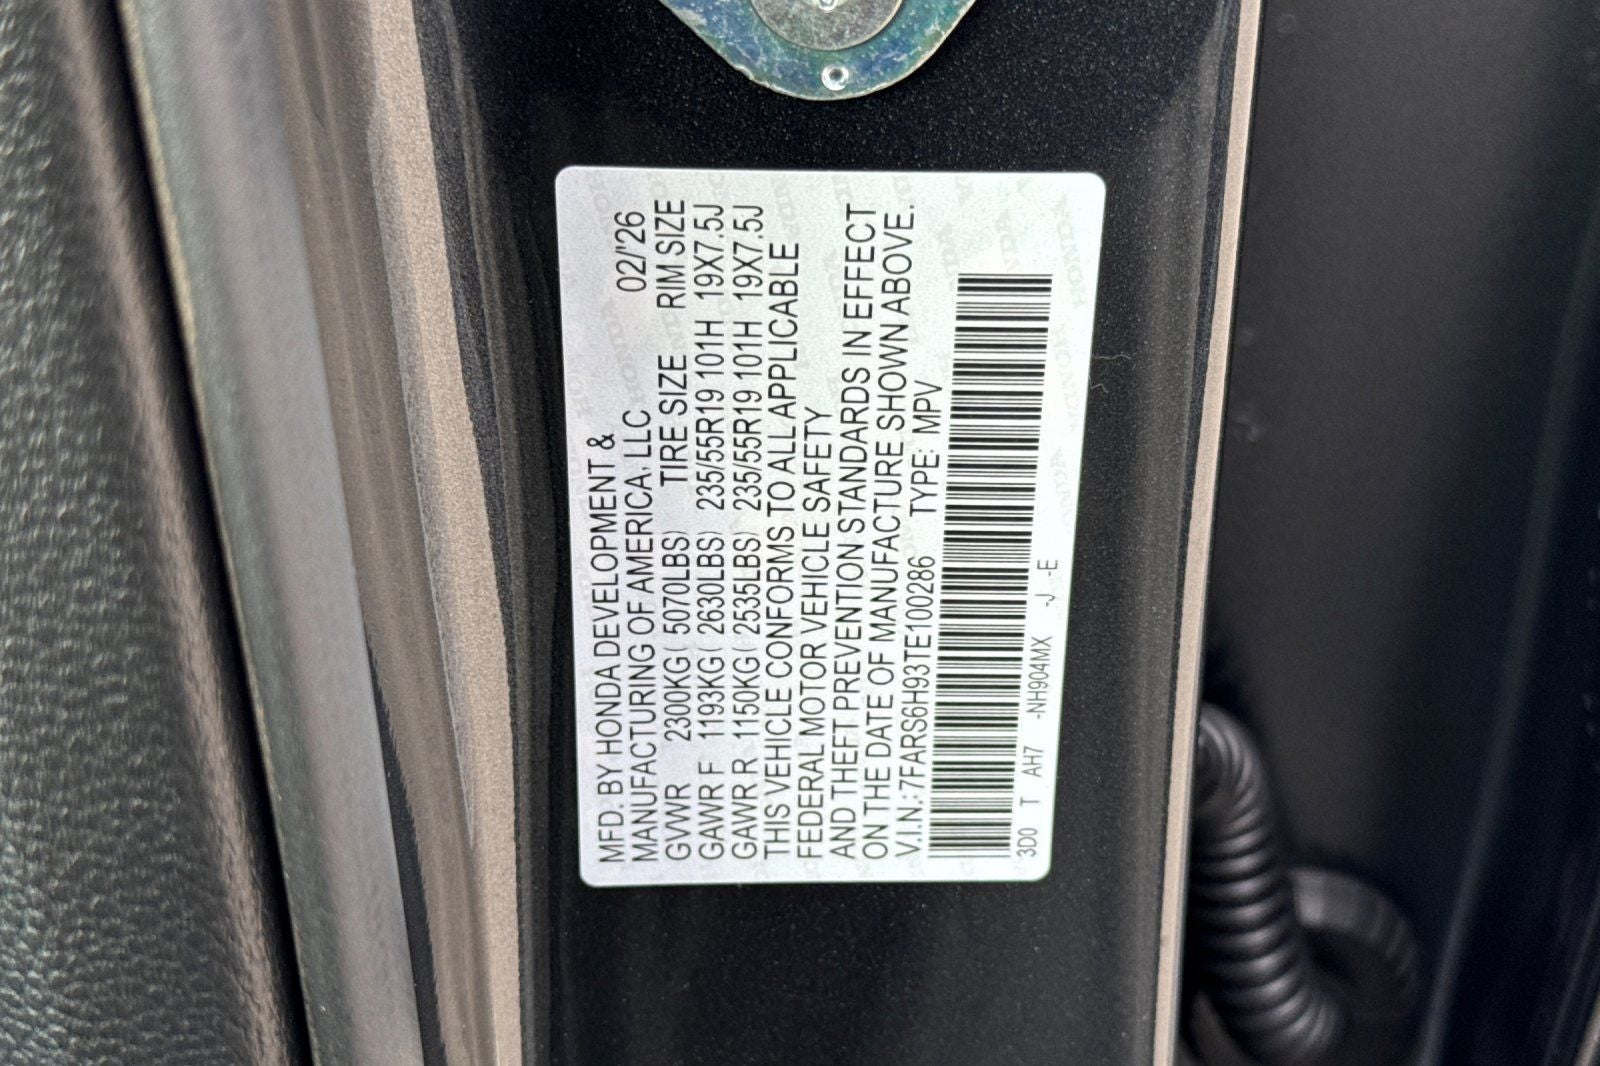 MFD. BY HONDA DEVELOPMENT &
MANUFACTURING OF AMERICA, LLC 02/'26
GVWR 2300KG( 5070LBS) TIRE SIZE RIM SIZE
GAWR F 1193KG( 2630LBS) 235/55R19 101H 19X7.5J
GAWR R 1150KG( 2535LBS) 235/55R19 101H 19X7.5J
THIS VEHICLE CONFORMS TO ALL APPLICABLE
FEDERAL MOTOR VEHICLE SAFETY
AND THEFT PREVENTION STANDARDS IN EFFECT
ON THE DATE OF MANUFACTURE SHOWN ABOVE.
V.I.N.:7FARS6H93TE100286 TYPE: MPV
3D0 T AH7 -NH904MX -J -E